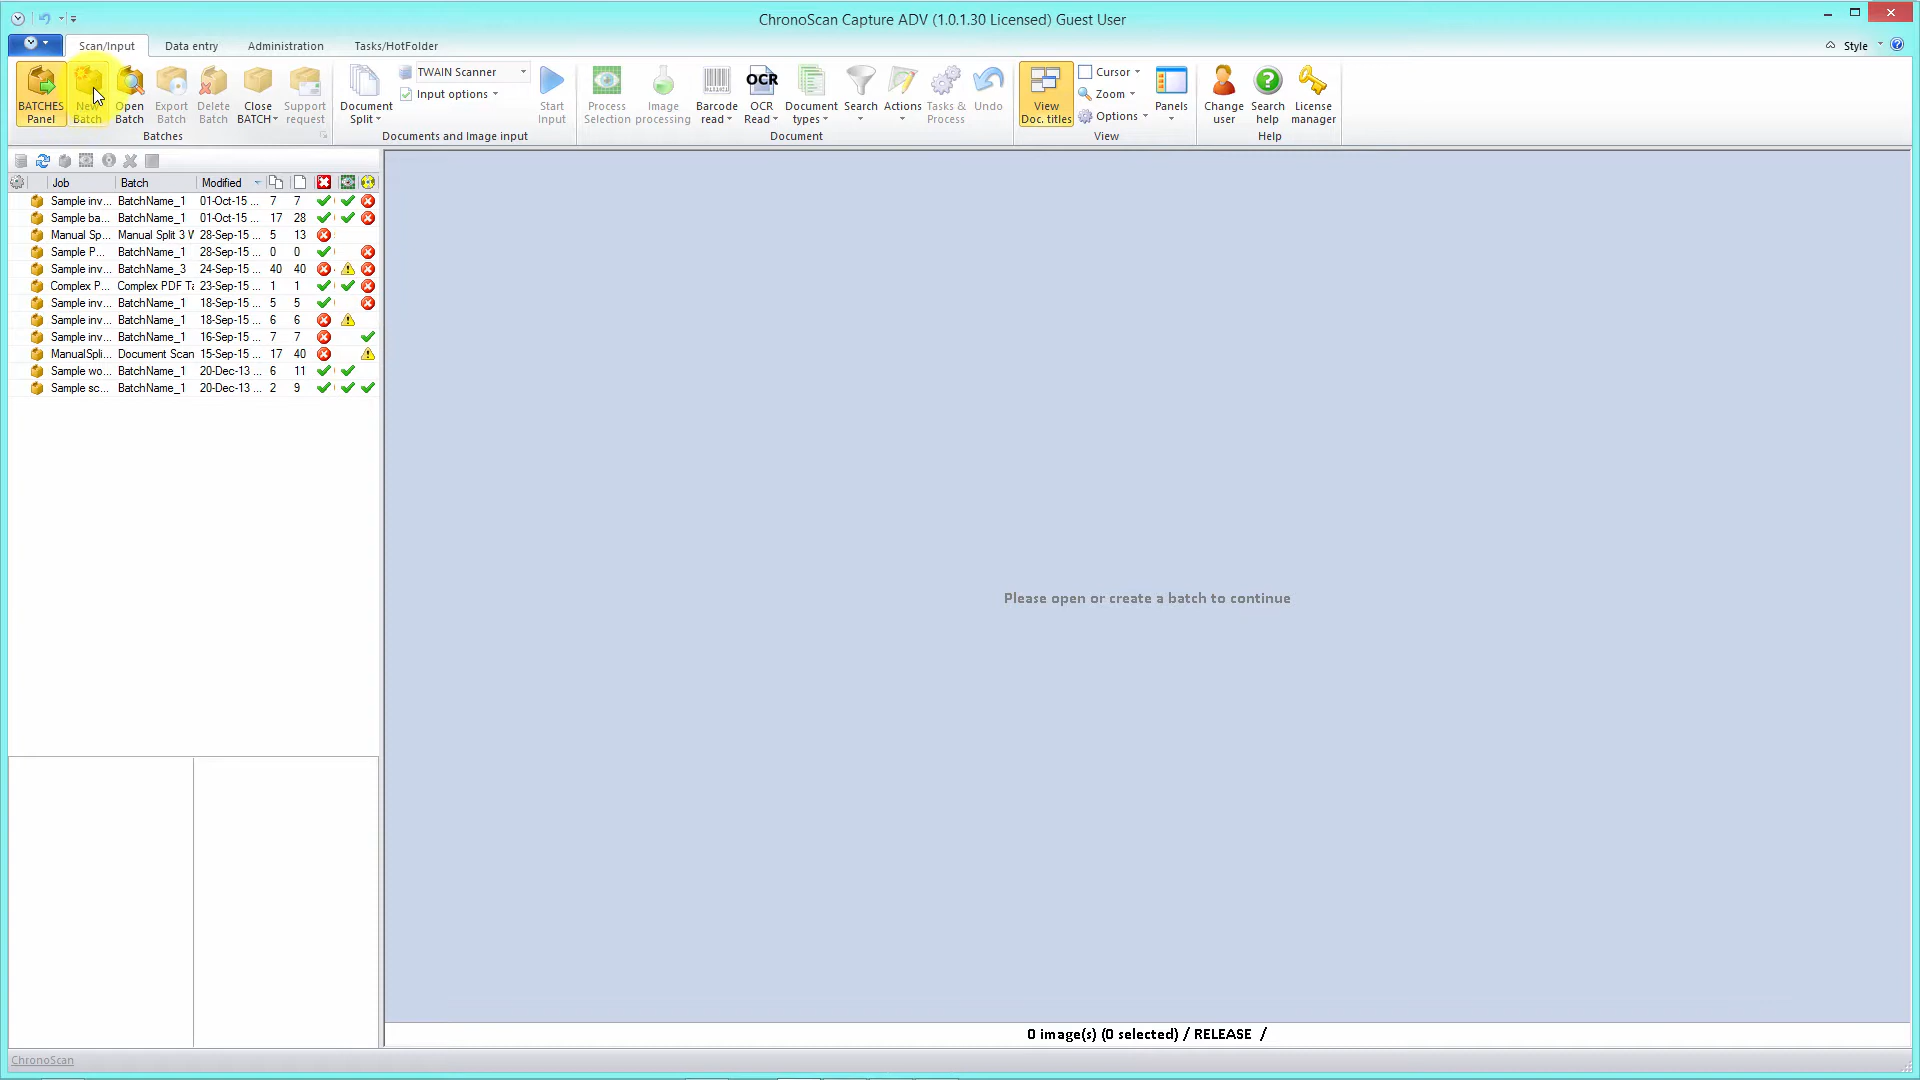 ChronoScan Capture ADV (1.0.1.30 Licensed) Guest User
Scan/Input Data entry Administration Tasks/HotFolder Style
BATCHES Panel
New Batch
Open Batch
Export Batch
Delete Batch
Close BATCH
Support request
Batches
Document Split
TWAIN Scanner
Input options
Start Input
Documents and Image input
Process Selection
Image processing
Barcode read
OCR
OCR Read
Document types
Search
Actions
Tasks & Process
Undo
Document
View Doc. titles
Cursor
Zoom
Options
Panels
View
Change user
Search help
License manager
Help
Job Batch Modified
Sample inv... BatchName_1 01-Oct-15 ... 7 7
Sample ba... BatchName_1 01-Oct-15 ... 17 28
Manual Sp... Manual Split 3 W 28-Sep-15 ... 5 13
Sample P... BatchName_1 28-Sep-15 ... 0 0
Sample inv... BatchName_3 24-Sep-15 ... 40 40
Complex P... Complex PDF Ta 23-Sep-15 ... 1 1
Sample inv... BatchName_1 18-Sep-15 ... 5 5
Sample inv... BatchName_1 18-Sep-15 ... 6 6
Sample inv... BatchName_1 16-Sep-15 ... 7 7
ManualSpli... Document Scan 15-Sep-15 ... 17 40
Sample wo... BatchName_1 20-Dec-13 ... 6 11
Sample sc... BatchName_1 20-Dec-13 ... 2 9
Please open or create a batch to continue
0 image(s) (0 selected) / RELEASE /
ChronoScan